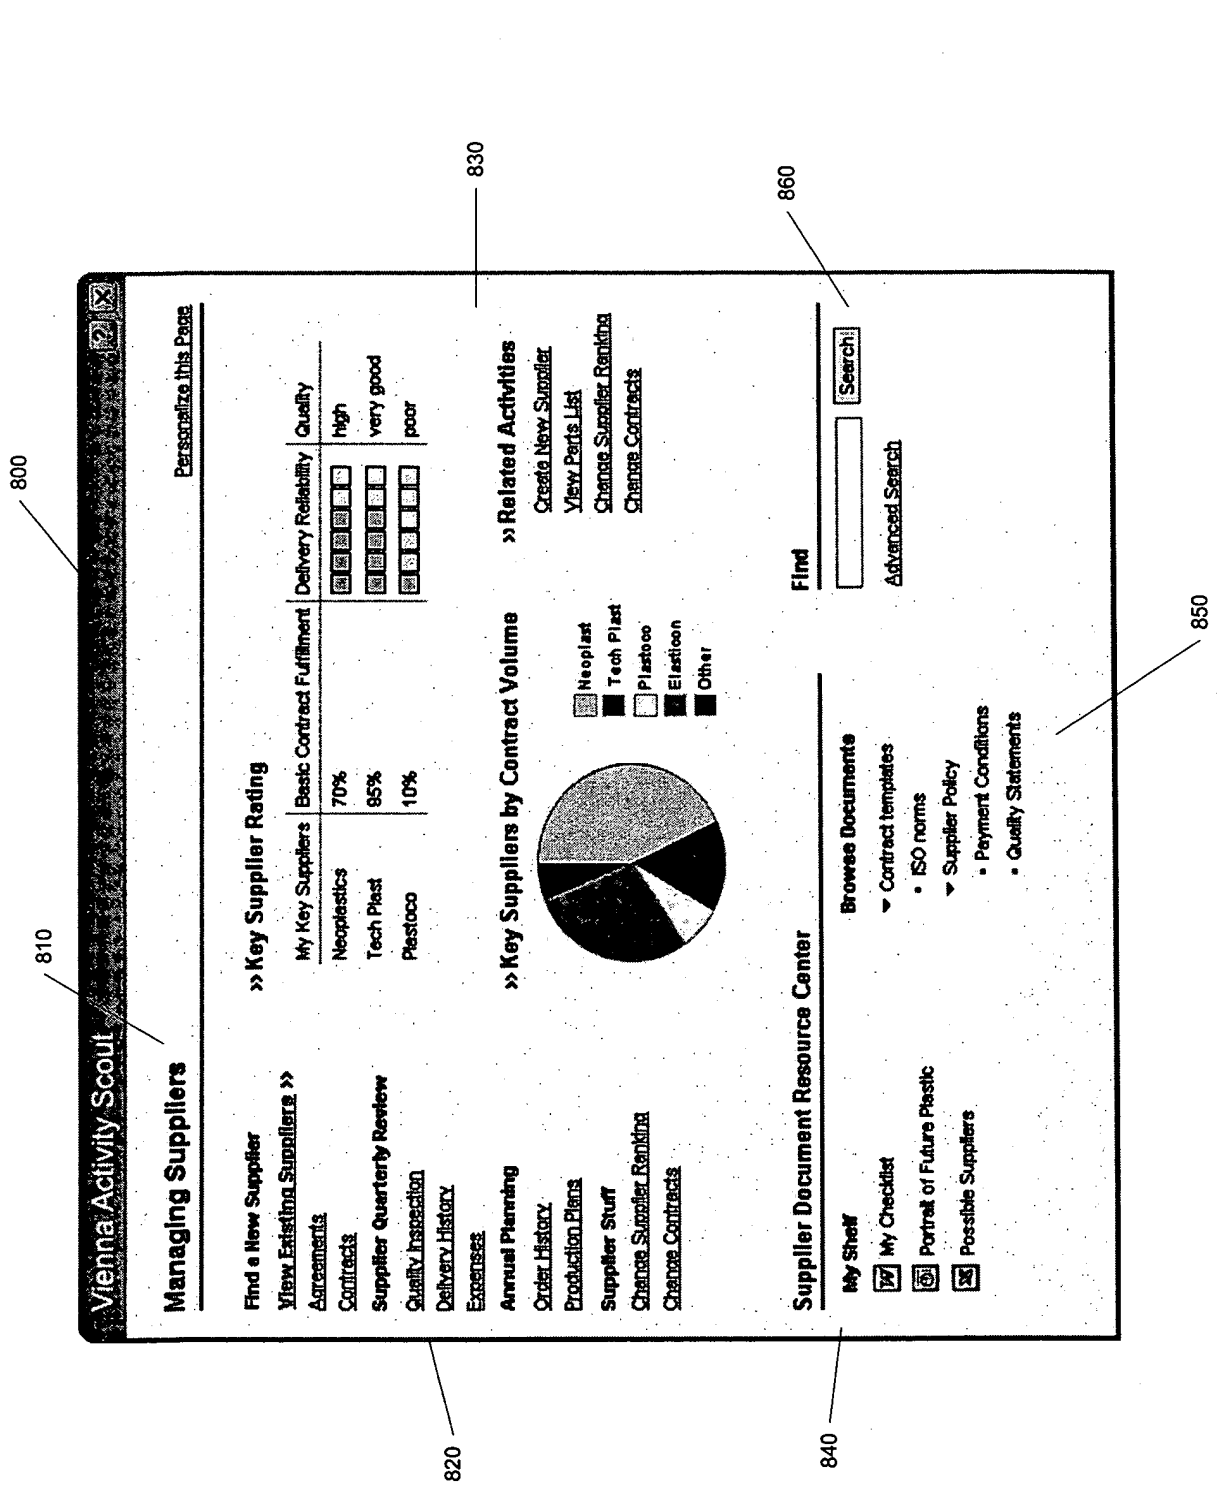 800
Vienna Activity Scout
? X
810
Managing Suppliers
Personalize this Page
820
Find a New Supplier
View Existing Suppliers >>
Agreements
Contracts
Supplier Quarterly Review
Quality Inspection
Delivery History
Expenses
Annual Planning
Order History
Production Plans
Supplier Stuff
Change Supplier Ranking
Change Contracts
>> Key Supplier Rating
My Key Suppliers Basic Contract Fulfillment Delivery Reliability Quality
Neoplastics 70% high
Tech Plast 85% very good
Plastoco 10% poor
830
>> Key Suppliers by Contract Volume
Neoplast
Tech Plast
Plastoco
Elasticon
Other
>> Related Activities
Create New Supplier
View Parts List
Change Supplier Ranking
Change Contracts
840
Supplier Document Resource Center
My Shelf
My Checklist
Portrait of Future Plastic
Possible Suppliers
Browse Documents
▾ Contract templates
• ISO norms
▾ Supplier Policy
• Payment Conditions
• Quality Statements
850
860
Find
Search
Advanced Search